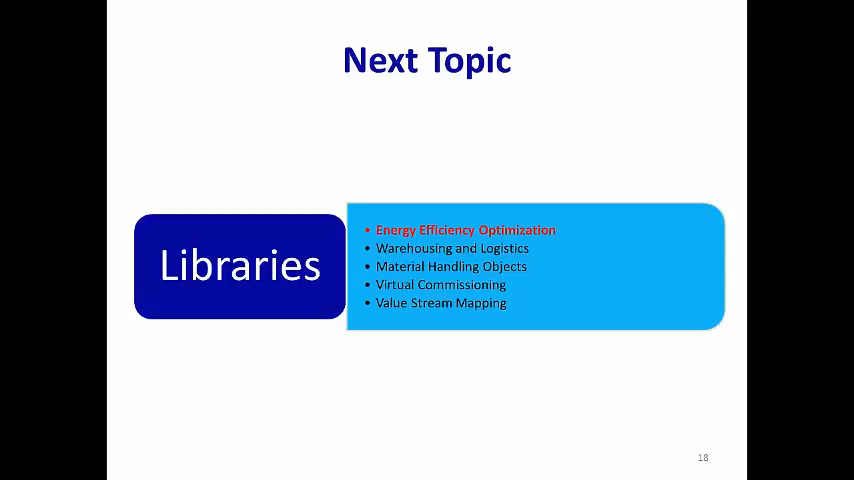 Next Topic
Libraries
• Energy Efficiency Optimization
• Warehousing and Logistics
• Material Handling Objects
• Virtual Commissioning
• Value Stream Mapping
18